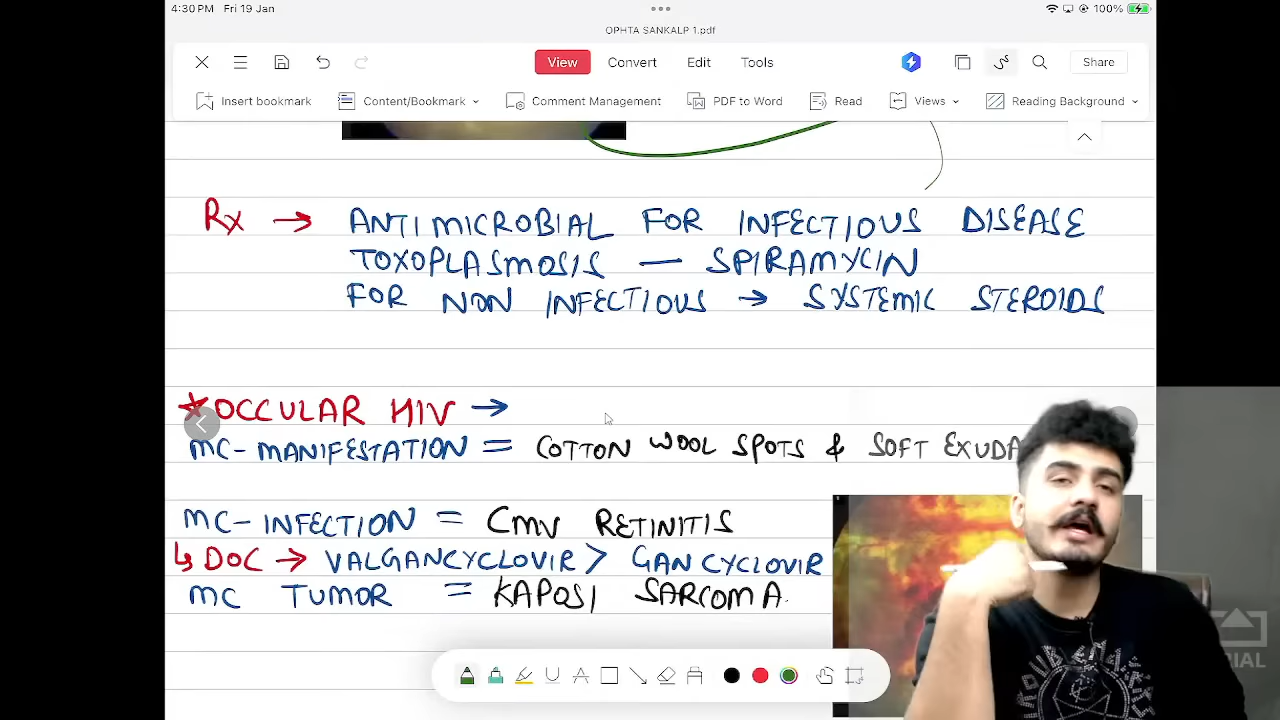 4:30 PM Fri 19 Jan
100%
OPHTA SANKALP 1.pdf
View Convert Edit Tools
Share
Insert bookmark Content/Bookmark Comment Management PDF to Word Read Views Reading Background
Rx → ANTIMICROBIAL FOR INFECTIOUS DISEASE
TOXOPLASMOSIS — SPIRAMYCIN
FOR NON INFECTIOUS → SYSTEMIC STEROIDS
*OCCULAR HIV →
MC-MANIFESTATION = COTTON WOOL SPOTS & SOFT EXUDA
MC-INFECTION = CMV RETINITIS
↳ DOC → VALGANCYCLOVIR > GANCYCLOVIR
MC TUMOR = KAPOSI SARCOMA.